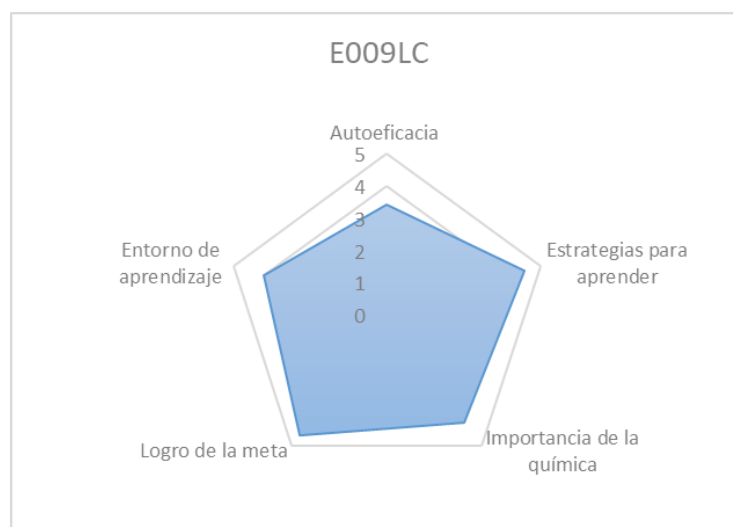 E009LC
Autoeficacia
5
4
3
2
1
0
Estrategias para
aprender
Importancia de la
química
Logro de la meta
Entorno de
aprendizaje